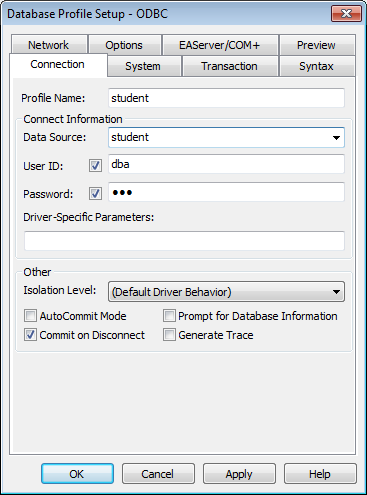 Database Profile Setup - ODBC
Network Options EAServer/COM+ Preview
Connection System Transaction Syntax
Profile Name: student
Connect Information
Data Source: student
User ID: dba
Password: •••
Driver-Specific Parameters:
Other
Isolation Level: (Default Driver Behavior)
AutoCommit Mode Prompt for Database Information
Commit on Disconnect Generate Trace
OK Cancel Apply Help